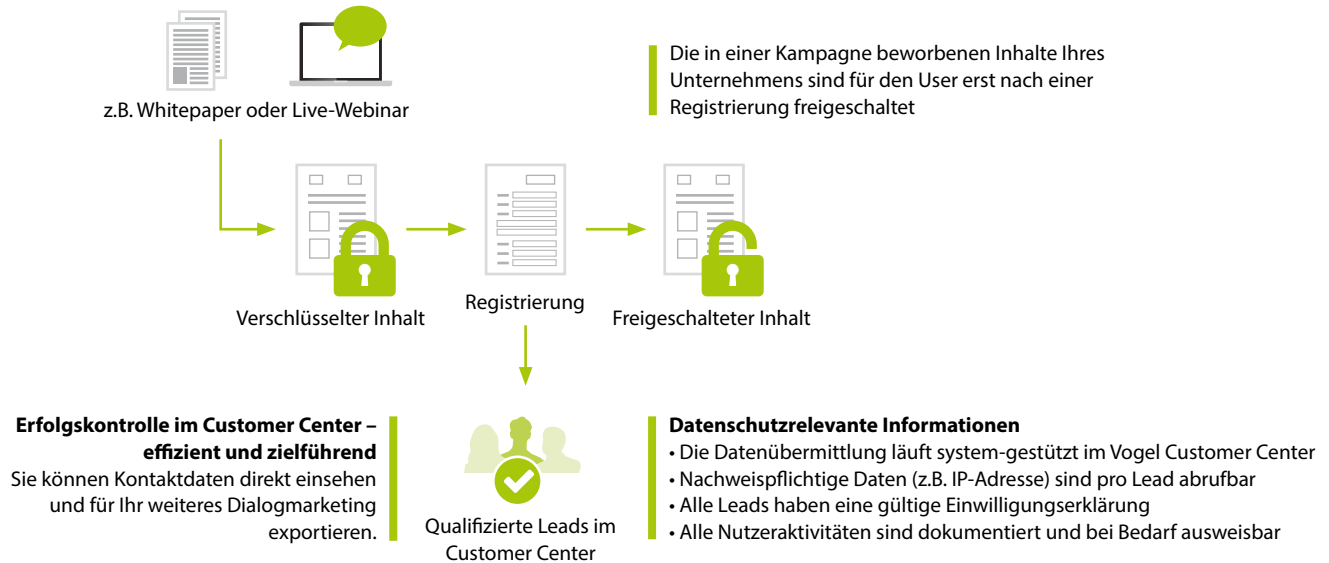 z.B. Whitepaper oder Live-Webinar
Die in einer Kampagne beworbenen Inhalte Ihres
Unternehmens sind für den User erst nach einer
Registrierung freigeschaltet
Verschlüsselter Inhalt
Registrierung
Freigeschalteter Inhalt
Erfolgskontrolle im Customer Center –
effizient und zielführend
Sie können Kontaktdaten direkt einsehen
und für Ihr weiteres Dialogmarketing
exportieren.
Qualifizierte Leads im
Customer Center
Datenschutzrelevante Informationen
• Die Datenübermittlung läuft system-gestützt im Vogel Customer Center
• Nachweispflichtige Daten (z.B. IP-Adresse) sind pro Lead abrufbar
• Alle Leads haben eine gültige Einwilligungserklärung
• Alle Nutzeraktivitäten sind dokumentiert und bei Bedarf ausweisbar